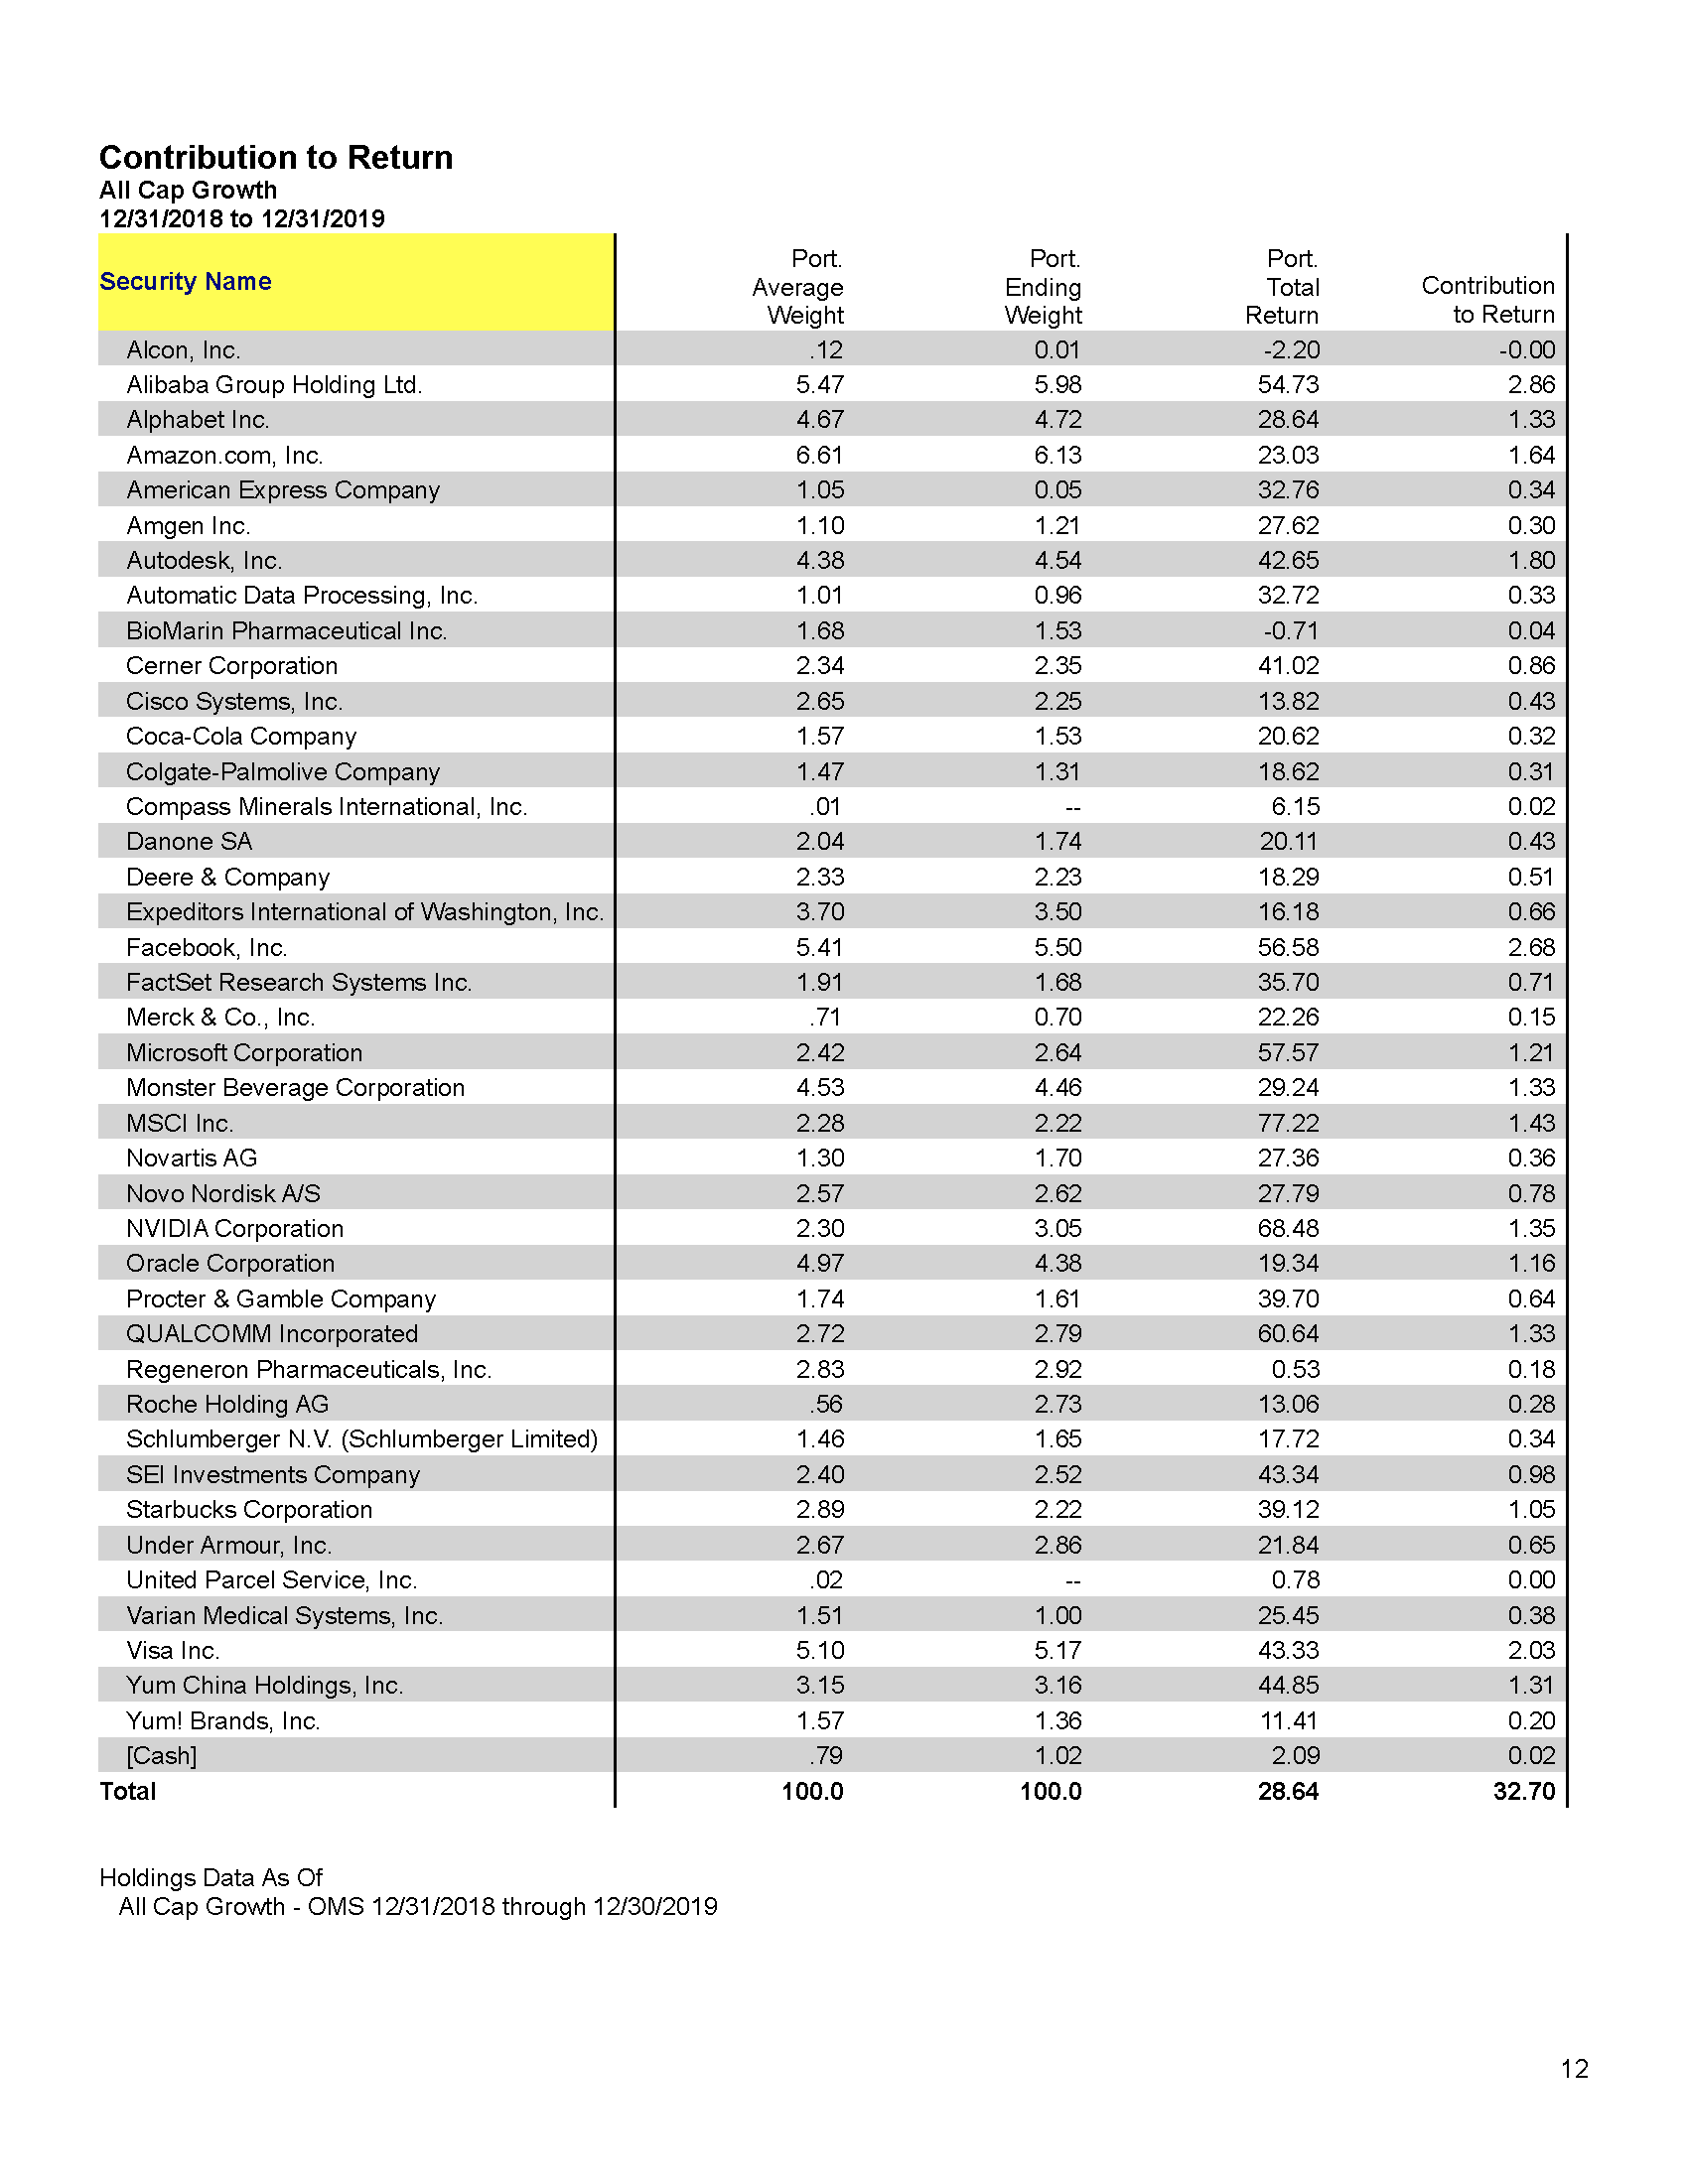 Contribution to Return
All Cap Growth
12/31/2018 to 12/31/2019
Security Name
Port. Average Weight
Port. Ending Weight
Port. Total Return
Contribution to Return
Alcon, Inc. .12 0.01 -2.20 -0.00
Alibaba Group Holding Ltd. 5.47 5.98 54.73 2.86
Alphabet Inc. 4.67 4.72 28.64 1.33
Amazon.com, Inc. 6.61 6.13 23.03 1.64
American Express Company 1.05 0.05 32.76 0.34
Amgen Inc. 1.10 1.21 27.62 0.30
Autodesk, Inc. 4.38 4.54 42.65 1.80
Automatic Data Processing, Inc. 1.01 0.96 32.72 0.33
BioMarin Pharmaceutical Inc. 1.68 1.53 -0.71 0.04
Cerner Corporation 2.34 2.35 41.02 0.86
Cisco Systems, Inc. 2.65 2.25 13.82 0.43
Coca-Cola Company 1.57 1.53 20.62 0.32
Colgate-Palmolive Company 1.47 1.31 18.62 0.31
Compass Minerals International, Inc. .01 -- 6.15 0.02
Danone SA 2.04 1.74 20.11 0.43
Deere & Company 2.33 2.23 18.29 0.51
Expeditors International of Washington, Inc. 3.70 3.50 16.18 0.66
Facebook, Inc. 5.41 5.50 56.58 2.68
FactSet Research Systems Inc. 1.91 1.68 35.70 0.71
Merck & Co., Inc. .71 0.70 22.26 0.15
Microsoft Corporation 2.42 2.64 57.57 1.21
Monster Beverage Corporation 4.53 4.46 29.24 1.33
MSCI Inc. 2.28 2.22 77.22 1.43
Novartis AG 1.30 1.70 27.36 0.36
Novo Nordisk A/S 2.57 2.62 27.79 0.78
NVIDIA Corporation 2.30 3.05 68.48 1.35
Oracle Corporation 4.97 4.38 19.34 1.16
Procter & Gamble Company 1.74 1.61 39.70 0.64
QUALCOMM Incorporated 2.72 2.79 60.64 1.33
Regeneron Pharmaceuticals, Inc. 2.83 2.92 0.53 0.18
Roche Holding AG .56 2.73 13.06 0.28
Schlumberger N.V. (Schlumberger Limited) 1.46 1.65 17.72 0.34
SEI Investments Company 2.40 2.52 43.34 0.98
Starbucks Corporation 2.89 2.22 39.12 1.05
Under Armour, Inc. 2.67 2.86 21.84 0.65
United Parcel Service, Inc. .02 -- 0.78 0.00
Varian Medical Systems, Inc. 1.51 1.00 25.45 0.38
Visa Inc. 5.10 5.17 43.33 2.03
Yum China Holdings, Inc. 3.15 3.16 44.85 1.31
Yum! Brands, Inc. 1.57 1.36 11.41 0.20
[Cash] .79 1.02 2.09 0.02
Total 100.0 100.0 28.64 32.70
Holdings Data As Of
All Cap Growth - OMS 12/31/2018 through 12/30/2019
12